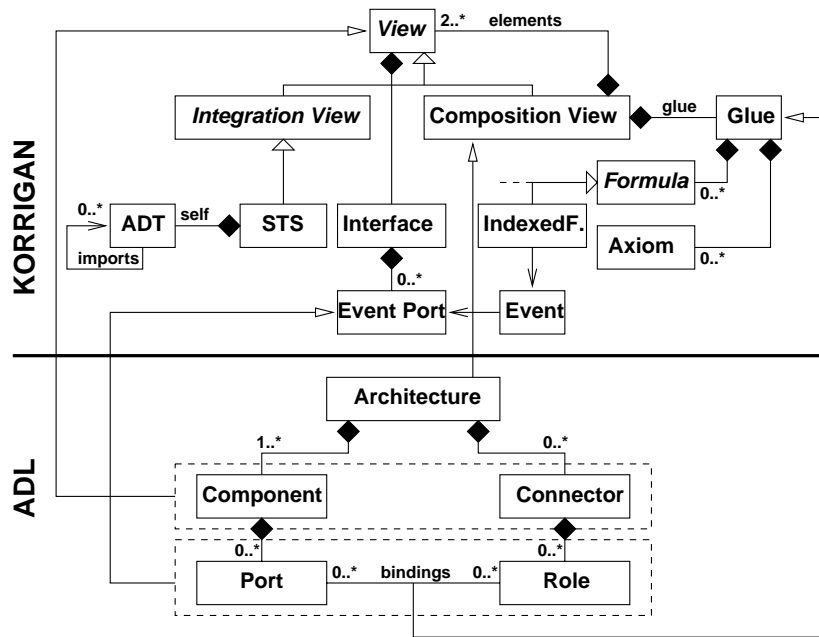 View
2..*
elements
Integration View
Composition View
glue
Glue
Formula
0..*
0..*
ADT
self
STS
Interface
IndexedF.
Axiom
0..*
imports
0..*
Event Port
Event
KORRIGAN
Architecture
1..*
0..*
Component
Connector
0..*
0..*
Port
0..*
bindings
0..*
Role
ADL